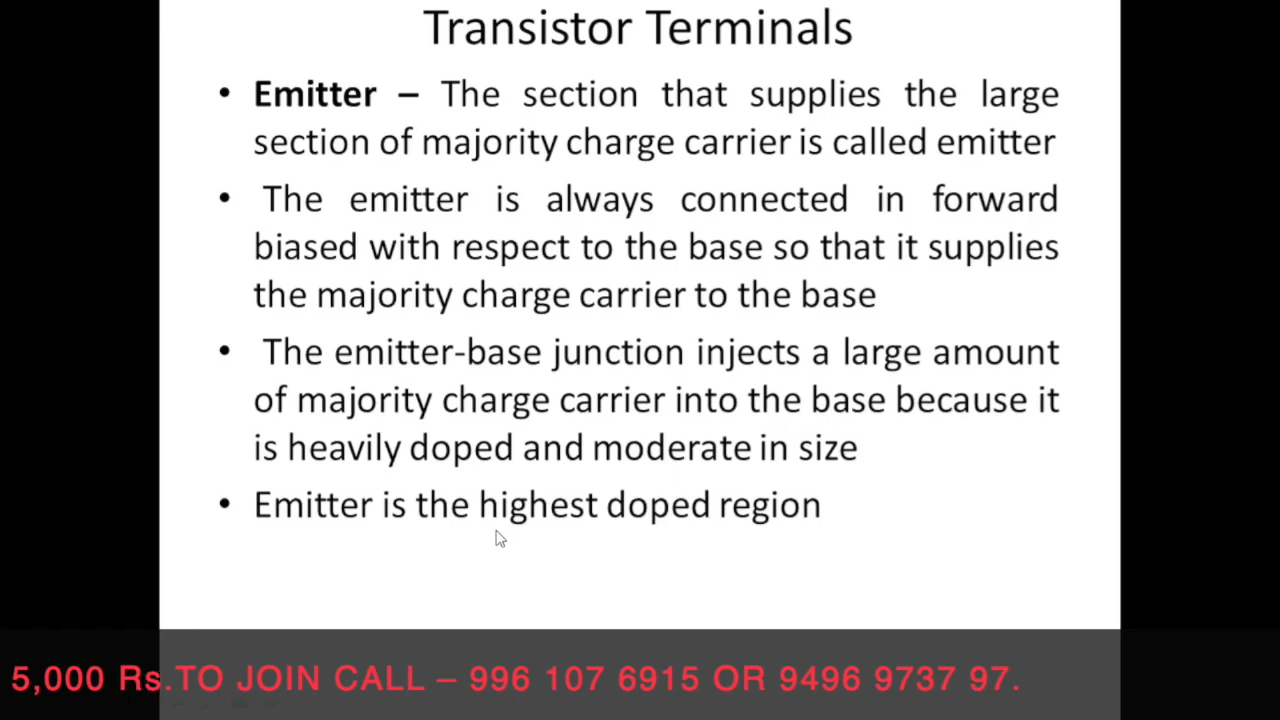 Transistor Terminals
• Emitter – The section that supplies the large
section of majority charge carrier is called emitter
• The emitter is always connected in forward
biased with respect to the base so that it supplies
the majority charge carrier to the base
• The emitter-base junction injects a large amount
of majority charge carrier into the base because it
is heavily doped and moderate in size
• Emitter is the highest doped region
5,000 Rs.TO JOIN CALL – 996 107 6915 OR 9496 9737 97.